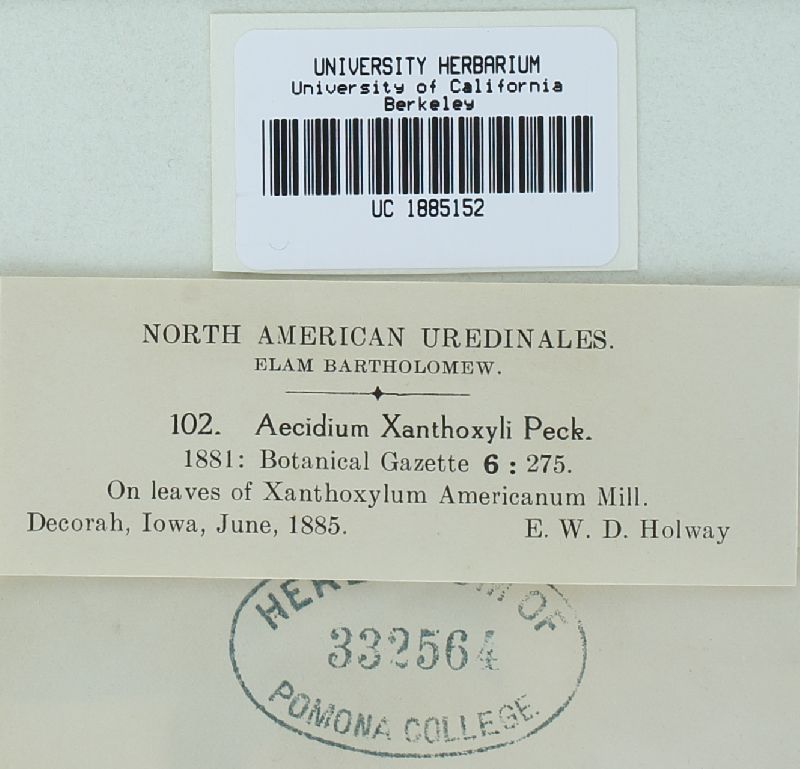 UNIVERSITY HERBARIUM
University of California
Berkeley
UC 1885152
NORTH AMERICAN UREDINALES.
ELAM BARTHOLOMEW.
102. Aecidium Xanthoxyli Peck.
1881: Botanical Gazette 6 : 275.
On leaves of Xanthoxylum Americanum Mill.
Decorah, Iowa, June, 1885. E. W. D. Holway
OF
332564
POMONA COLLEGE.